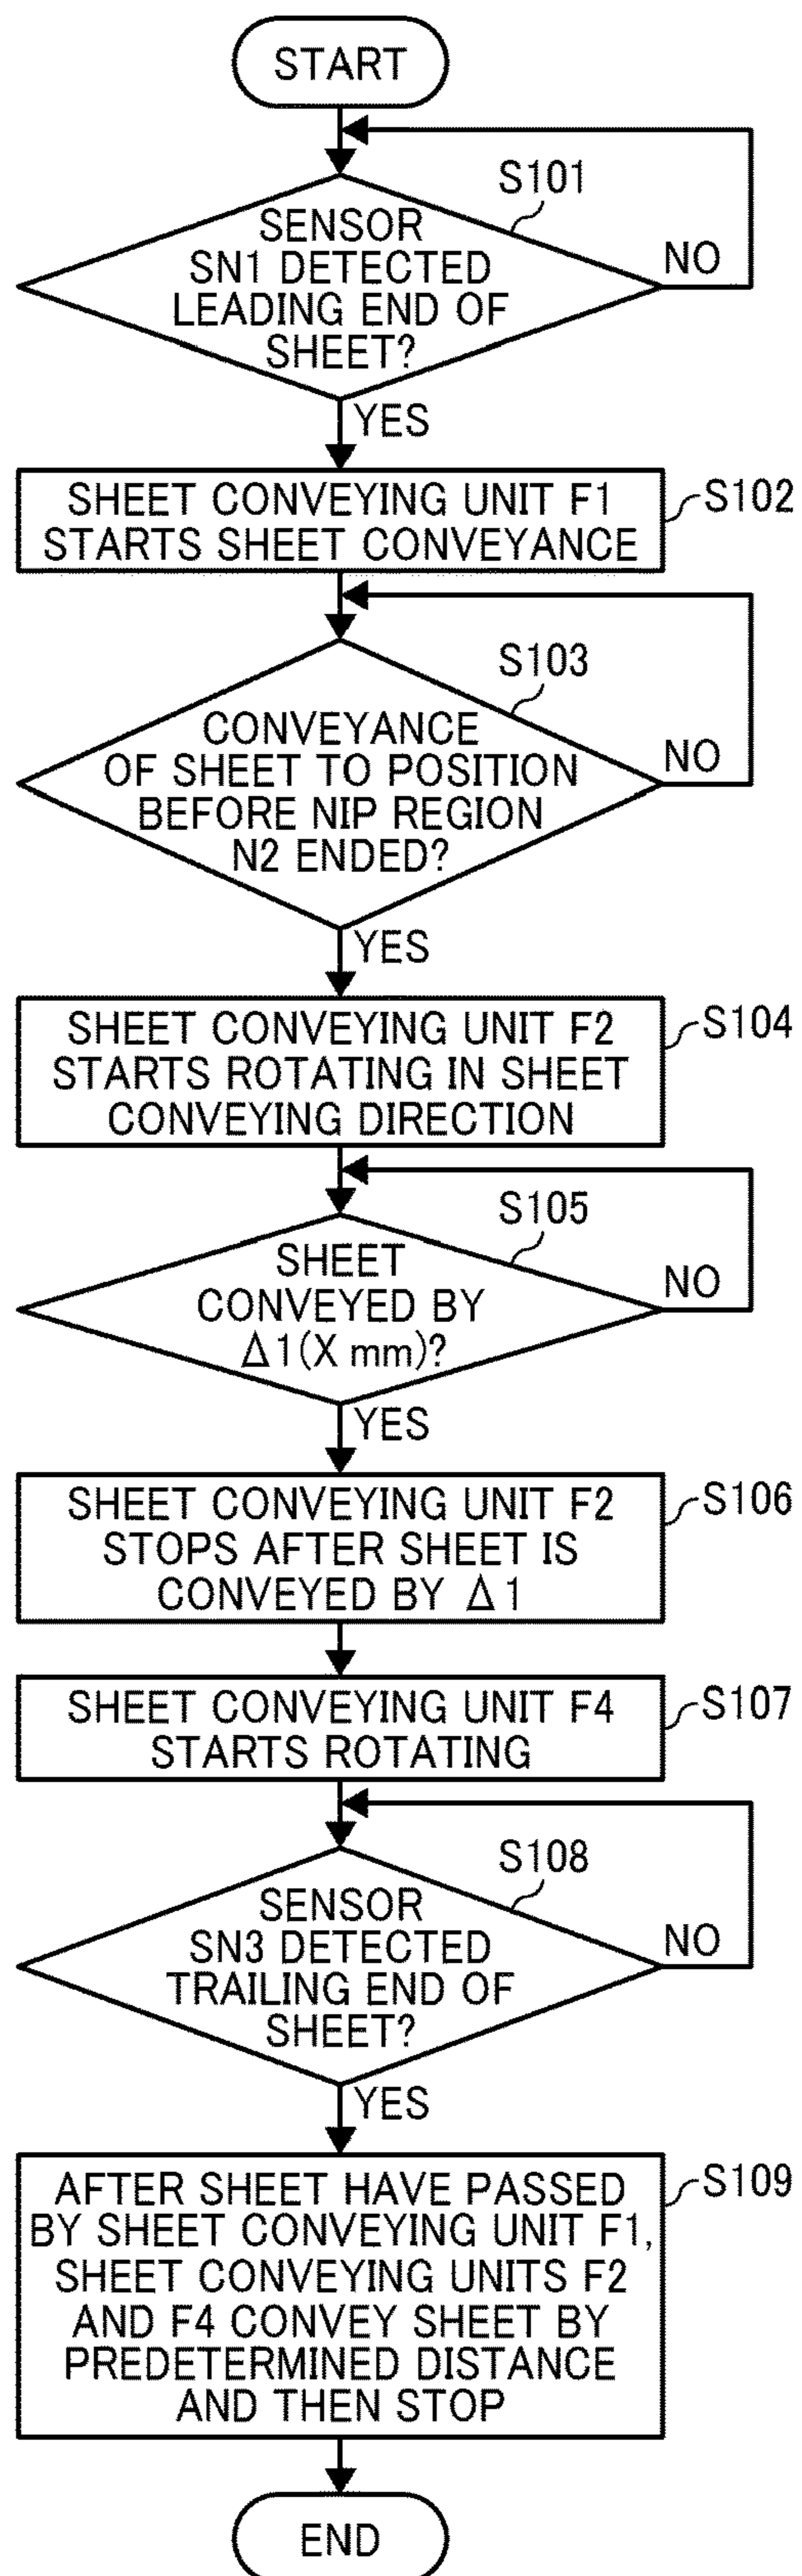 START
S101
SENSOR
SN1 DETECTED
LEADING END OF
SHEET?
NO
YES
SHEET CONVEYING UNIT F1
STARTS SHEET CONVEYANCE
S102
S103
CONVEYANCE
OF SHEET TO POSITION
BEFORE NIP REGION
N2 ENDED?
NO
YES
SHEET CONVEYING UNIT F2
STARTS ROTATING IN SHEET
CONVEYING DIRECTION
S104
S105
SHEET
CONVEYED BY
Δ1(X mm)?
NO
YES
SHEET CONVEYING UNIT F2
STOPS AFTER SHEET IS
CONVEYED BY Δ1
S106
SHEET CONVEYING UNIT F4
STARTS ROTATING
S107
S108
SENSOR
SN3 DETECTED
TRAILING END OF
SHEET?
NO
YES
AFTER SHEET HAVE PASSED
BY SHEET CONVEYING UNIT F1,
SHEET CONVEYING UNITS F2
AND F4 CONVEY SHEET BY
PREDETERMINED DISTANCE
AND THEN STOP
S109
END